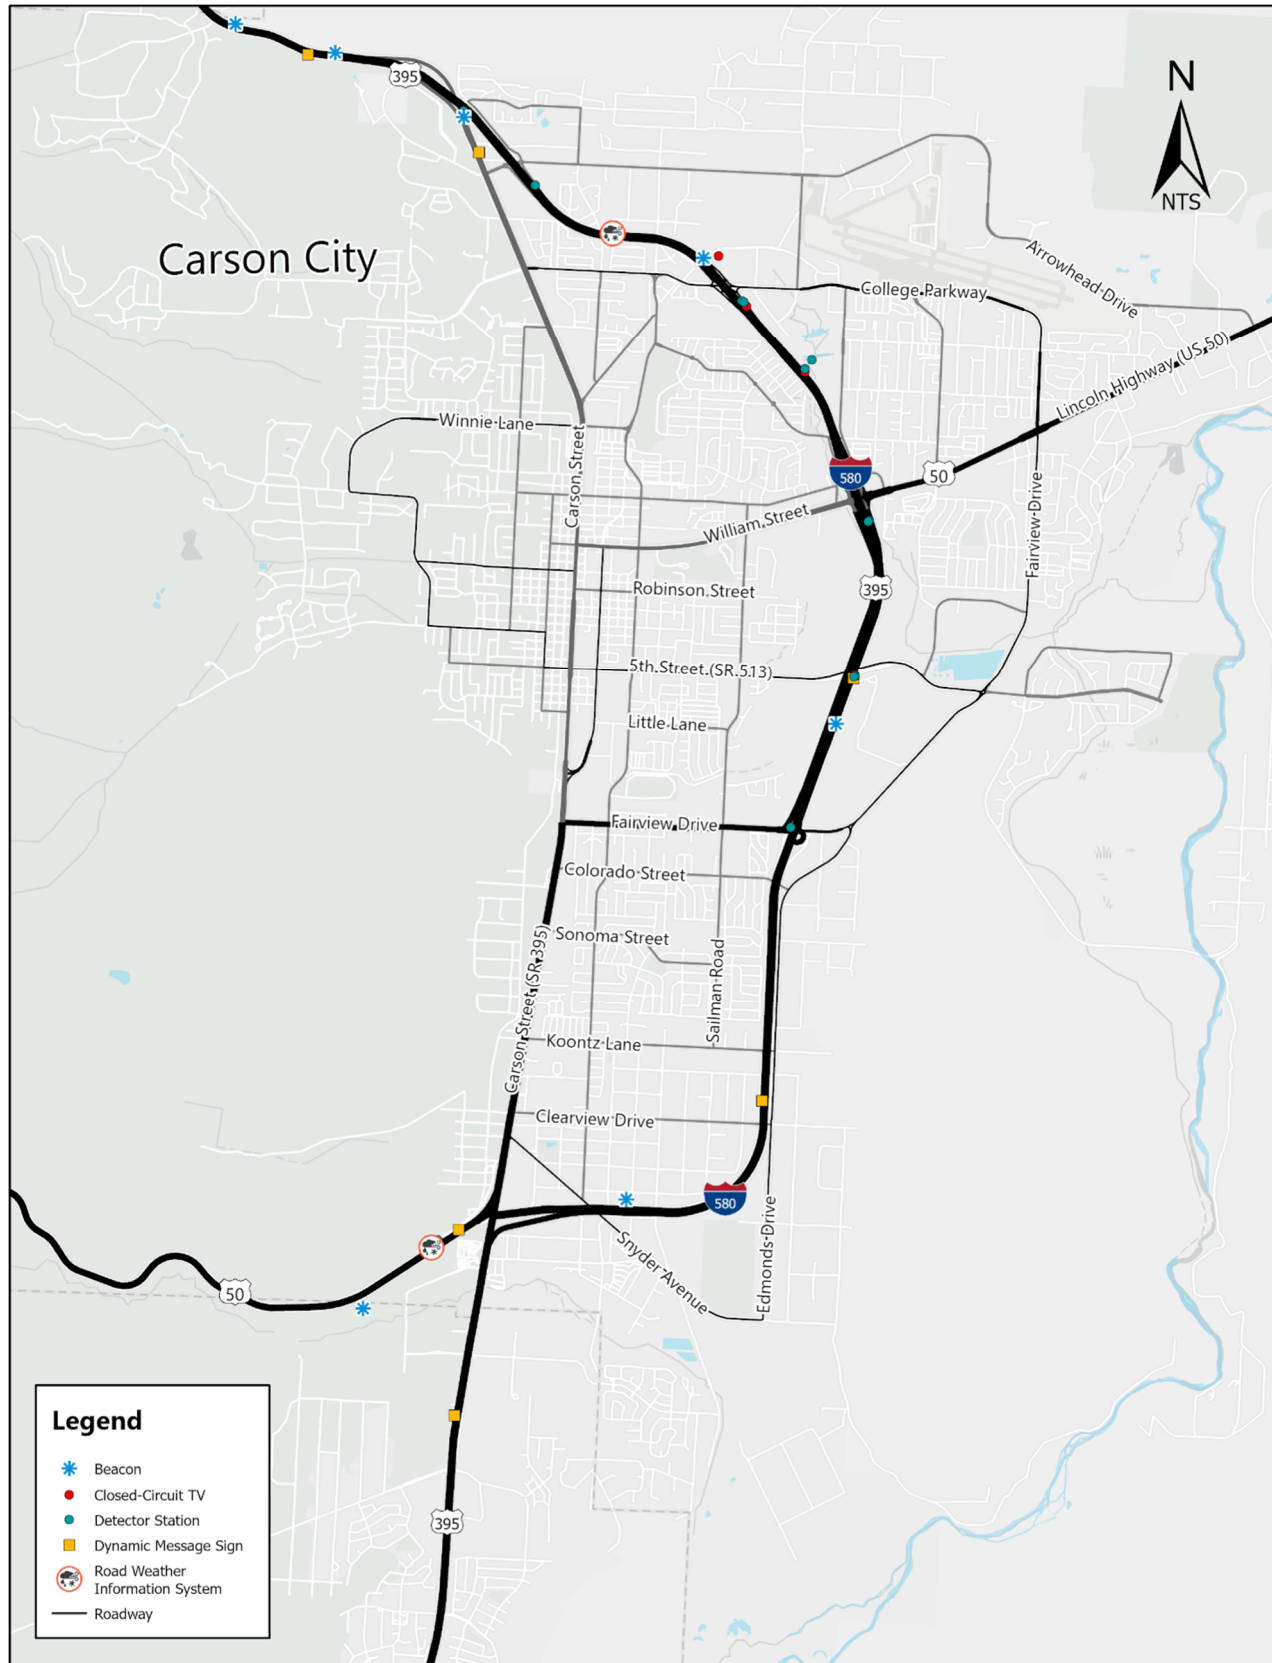 395
N
NTS
Carson City
Arrowhead Drive
College Parkway
Lincoln Highway (US 50)
Winnie Lane
Carson Street
580
50
Fairview Drive
William Street
395
Robinson Street
5th Street (SR 513)
Little Lane
Fairview Drive
Colorado Street
Sonoma Street
Carson Street (SR 395)
Sailman Road
Koontz Lane
Clearview Drive
580
Snyder Avenue
Edmonds Drive
50
395
Legend
Beacon
Closed-Circuit TV
Detector Station
Dynamic Message Sign
Road Weather
Information System
Roadway